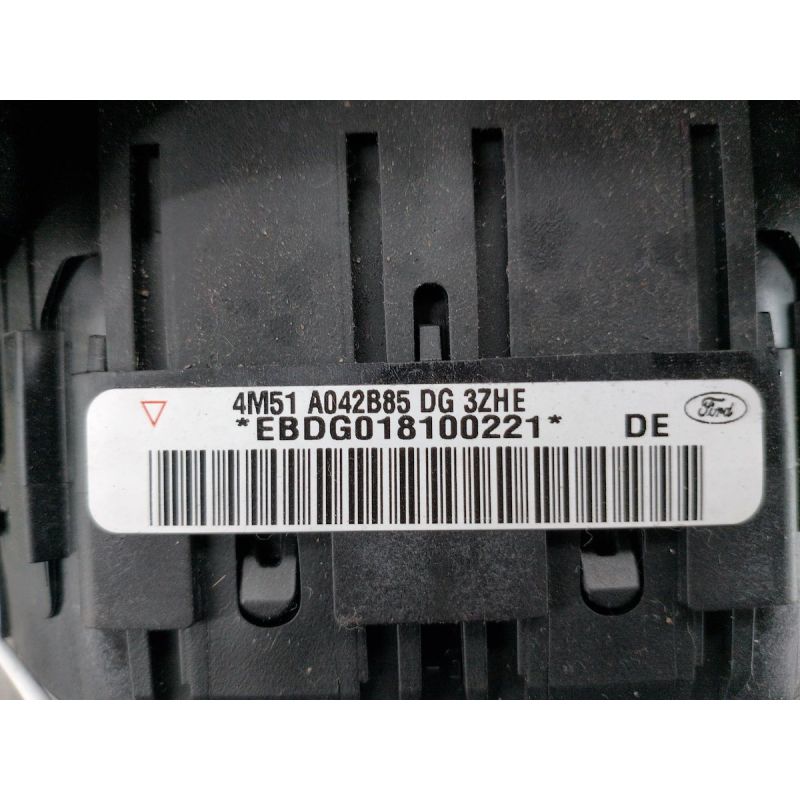 4M51 A042B85 DG 3ZHE
*EBDG018100221* DE
Ford